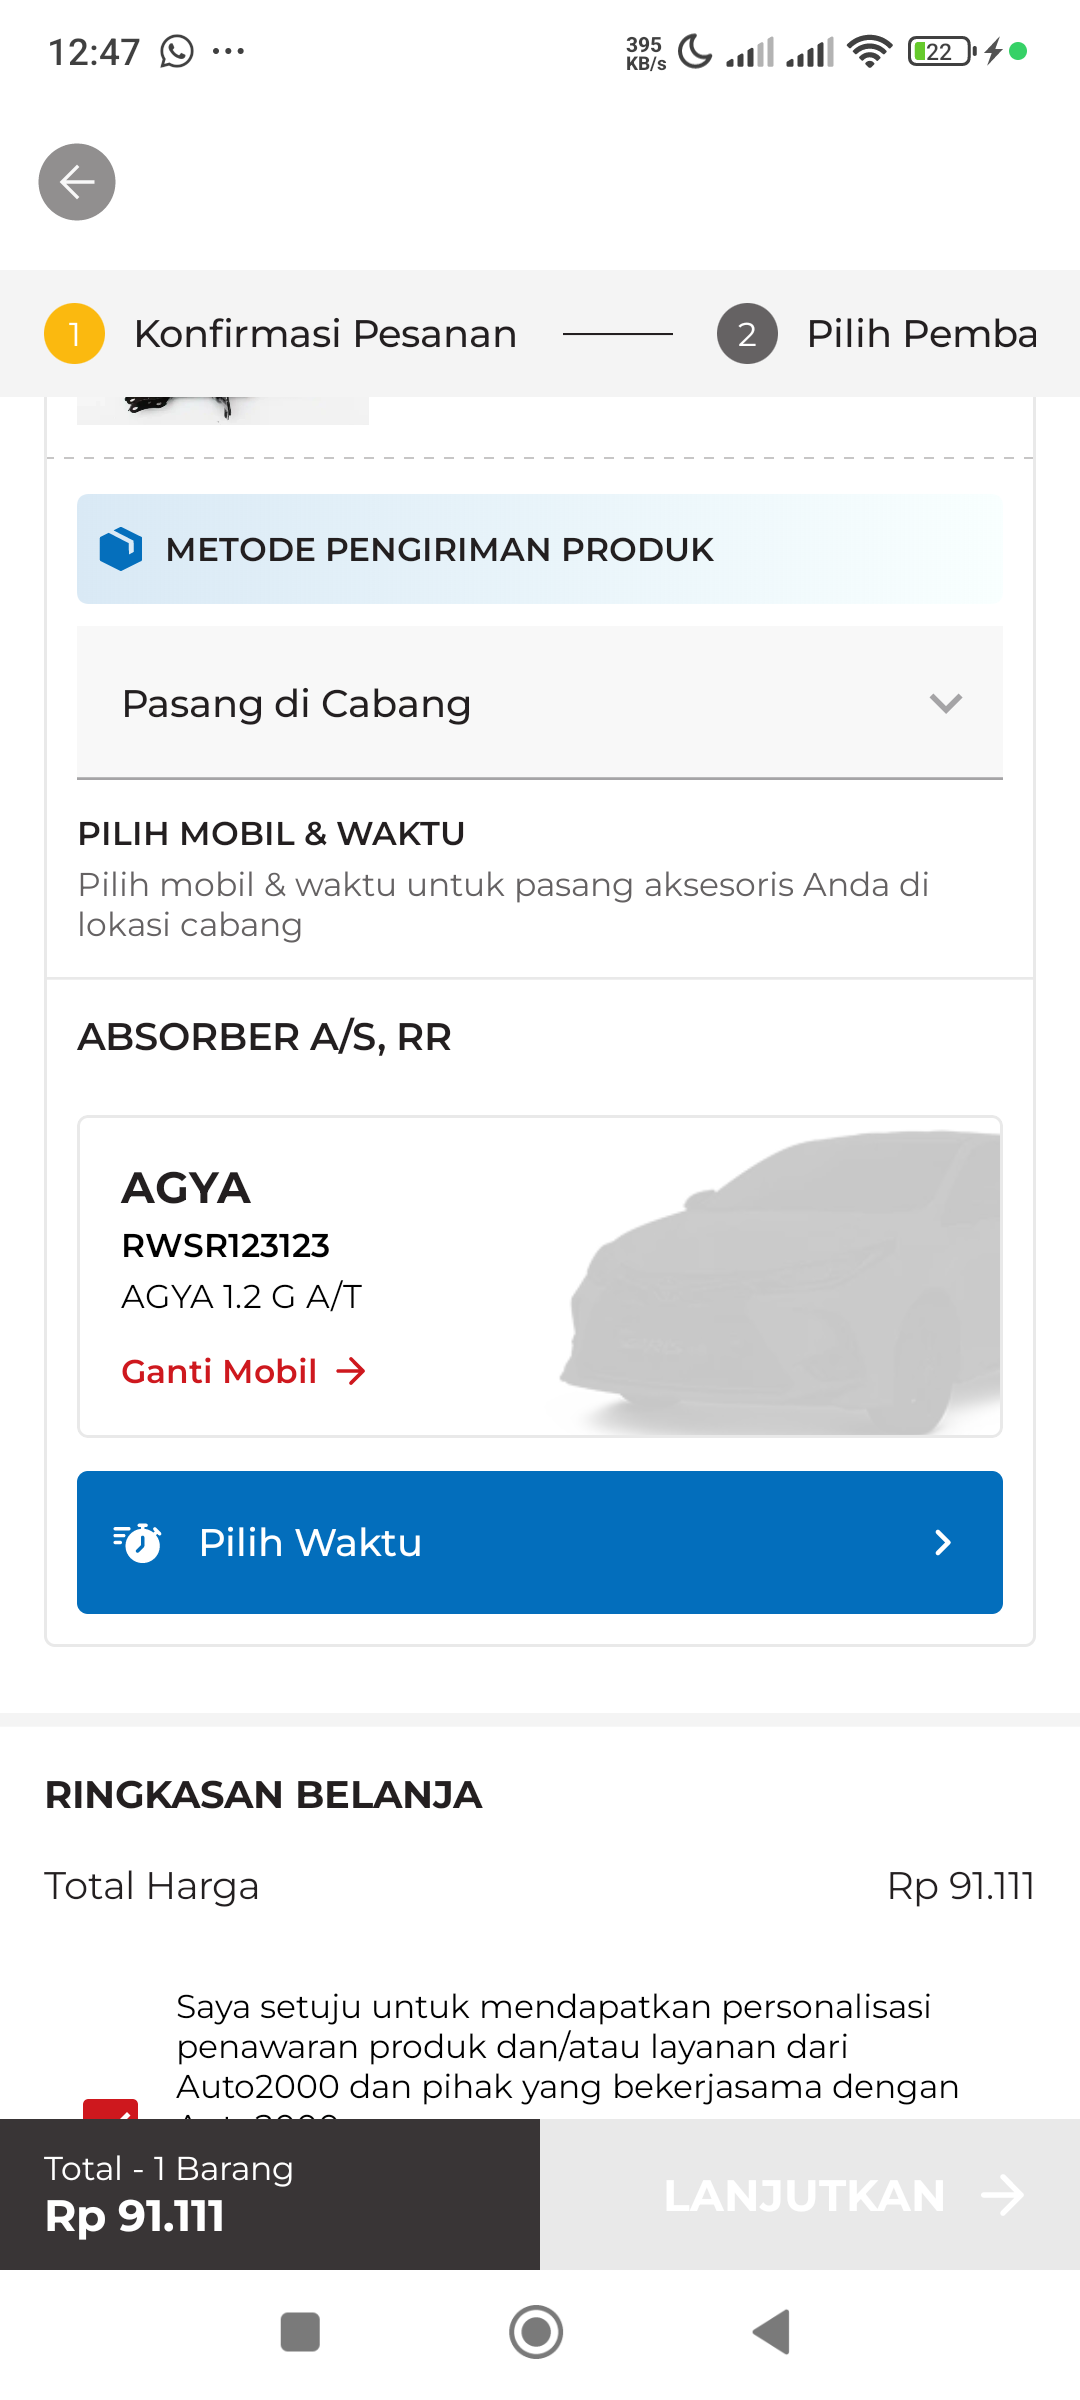 12:47
395
KB/s
22
1 Konfirmasi Pesanan
2 Pilih Pemba
METODE PENGIRIMAN PRODUK
Pasang di Cabang
PILIH MOBIL & WAKTU
Pilih mobil & waktu untuk pasang aksesoris Anda di
lokasi cabang
ABSORBER A/S, RR
AGYA
RWSR123123
AGYA 1.2 G A/T
Ganti Mobil
Pilih Waktu
RINGKASAN BELANJA
Total Harga
Rp 91.111
Saya setuju untuk mendapatkan personalisasi
penawaran produk dan/atau layanan dari
Auto2000 dan pihak yang bekerjasama dengan
Total - 1 Barang
Rp 91.111
LANJUTKAN